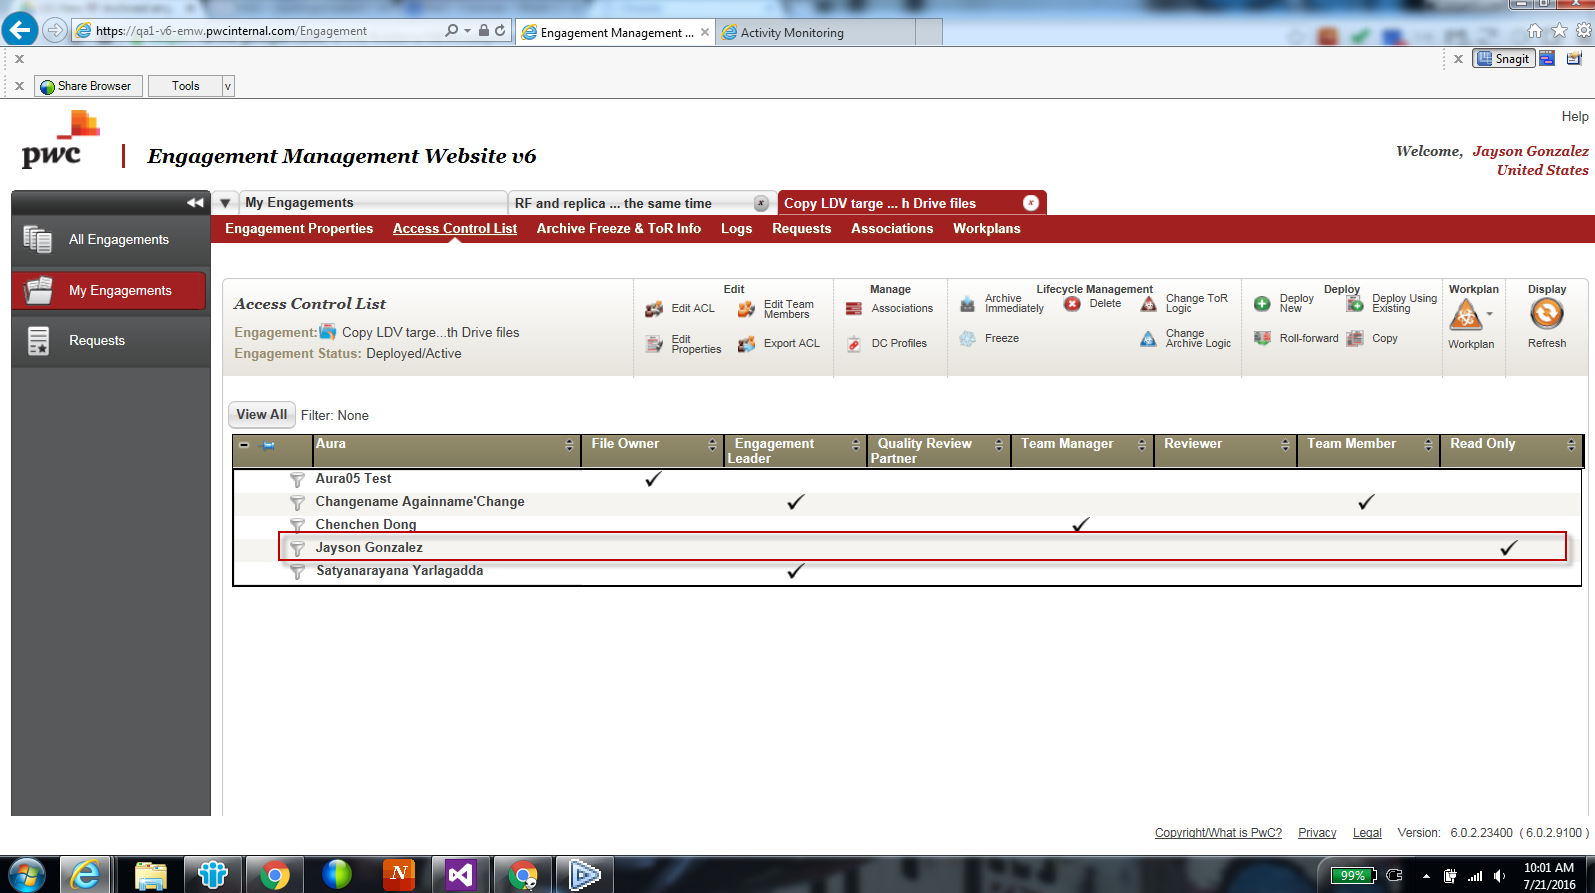 https://qa1-v6-emw.pwcinternal.com/Engagement
Engagement Management ...
Activity Monitoring
Snagit
Share Browser
Tools
v
Help
pwc
Engagement Management Website v6
Welcome, Jayson Gonzalez
United States
My Engagements
RF and replica ... the same time
Copy LDV targe ... h Drive files
Engagement Properties
Access Control List
Archive Freeze & ToR Info
Logs
Requests
Associations
Workplans
All Engagements
My Engagements
Requests
Access Control List
Engagement: Copy LDV targe...th Drive files
Engagement Status: Deployed/Active
Edit
Edit ACL
Edit Team
Members
Edit
Properties
Export ACL
Manage
Associations
DC Profiles
Lifecycle Management
Archive
Immediately
Delete
Change ToR
Logic
Freeze
Change
Archive Logic
Deploy
Deploy
New
Deploy Using
Existing
Roll-forward
Copy
Workplan
Workplan
Display
Refresh
View All
Filter: None
Aura
File Owner
Engagement
Leader
Quality Review
Partner
Team Manager
Reviewer
Team Member
Read Only
Aura05 Test
Changename Againname'Change
Chenchen Dong
Jayson Gonzalez
Satyanarayana Yarlagadda
Copyright/What is PwC?
Privacy
Legal
Version: 6.0.2.23400 ( 6.0.2.9100 )
N
99%
10:01 AM
7/21/2016